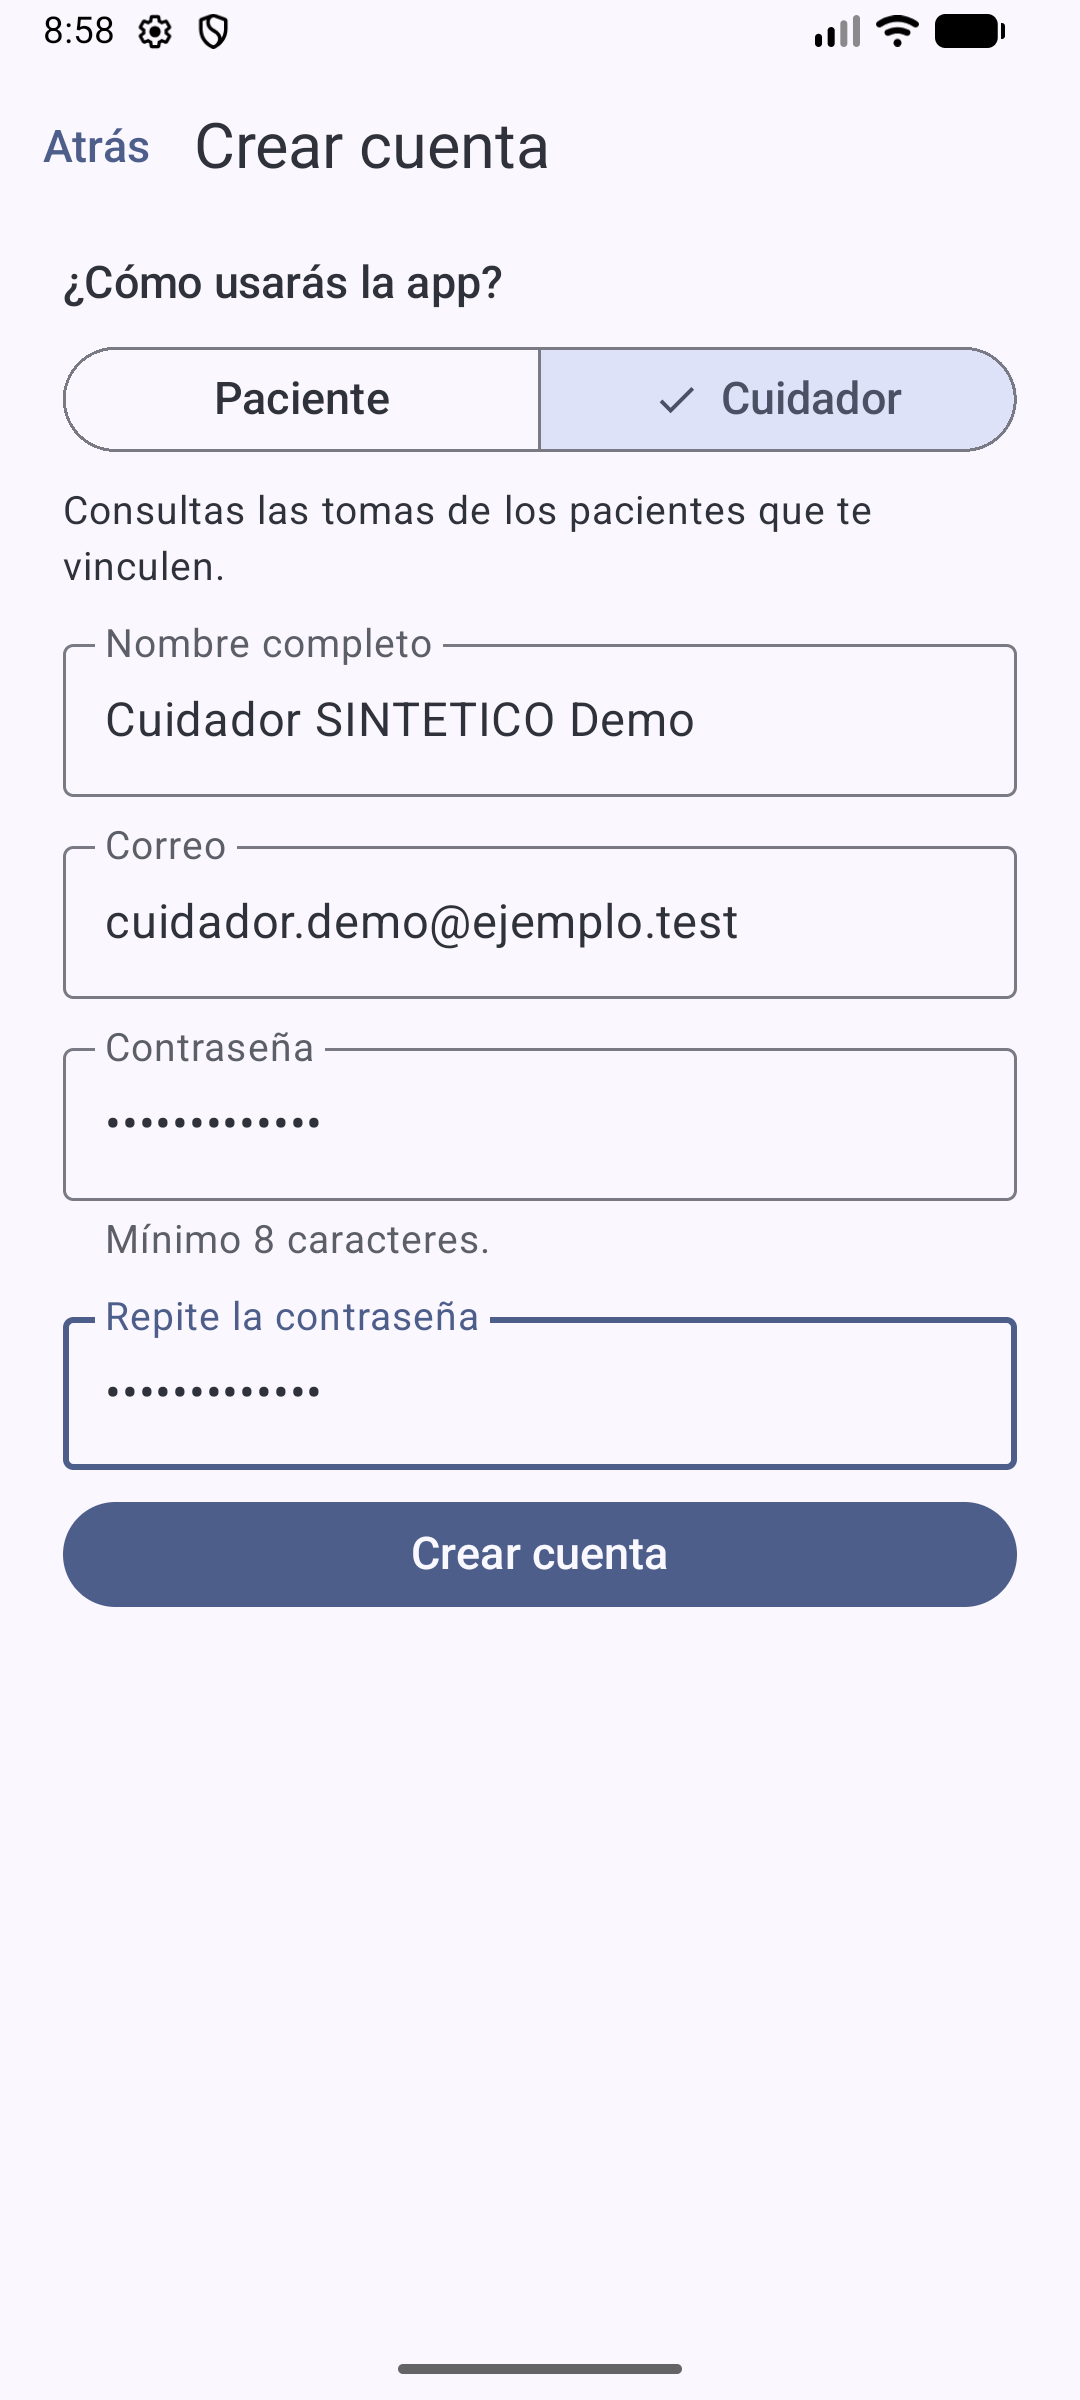 8:58
Atrás Crear cuenta
¿Cómo usarás la app?
Paciente Cuidador
Consultas las tomas de los pacientes que te
vinculen.
Nombre completo
Cuidador SINTETICO Demo
Correo
cuidador.demo@ejemplo.test
Contraseña
•••••••••••••
Mínimo 8 caracteres.
Repite la contraseña
•••••••••••••
Crear cuenta